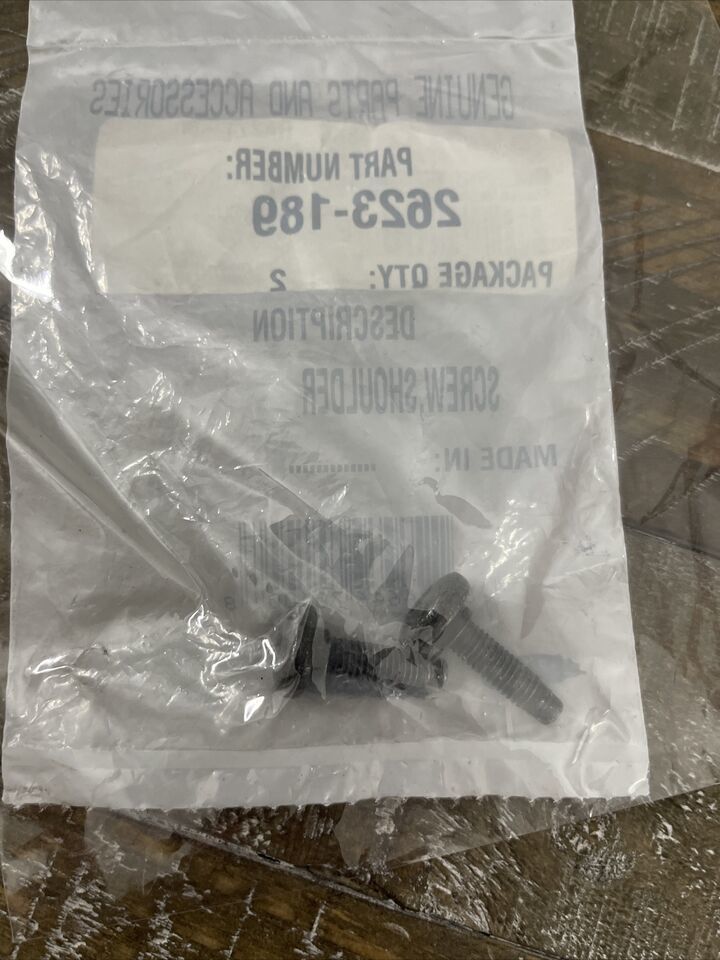 GENUINE PARTS AND ACCESSORIES
PART NUMBER:
2623-189
PACKAGE QTY: 2
DESCRIPTION
SCREW, SHOULDER
MADE IN: